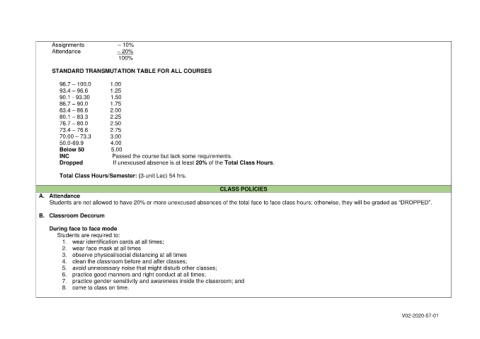 Assignments – 10%
Attendance – 20%
100%
STANDARD TRANSMUTATION TABLE FOR ALL COURSES
96.7 – 100.0 1.00
93.4 – 96.6 1.25
90.1 - 93.30 1.50
86.7 – 90.0 1.75
83.4 – 86.6 2.00
80.1 – 83.3 2.25
76.7 – 80.0 2.50
73.4 – 76.6 2.75
70.00 – 73.3 3.00
50.0-69.9 4.00
Below 50 5.00
INC Passed the course but lack some requirements.
Dropped If unexcused absence is at least 20% of the Total Class Hours.
Total Class Hours/Semester: (3-unit Lec) 54 hrs.
CLASS POLICIES
A. Attendance
Students are not allowed to have 20% or more unexcused absences of the total face to face class hours; otherwise, they will be graded as "DROPPED".
B. Classroom Decorum
During face to face mode
Students are required to:
1. wear identification cards at all times;
2. wear face mask at all times
3. observe physical/social distancing at all times
4. clean the classroom before and after classes;
5. avoid unnecessary noise that might disturb other classes;
6. practice good manners and right conduct at all times;
7. practice gender sensitivity and awareness inside the classroom; and
8. come to class on time.
V02-2020-07-01